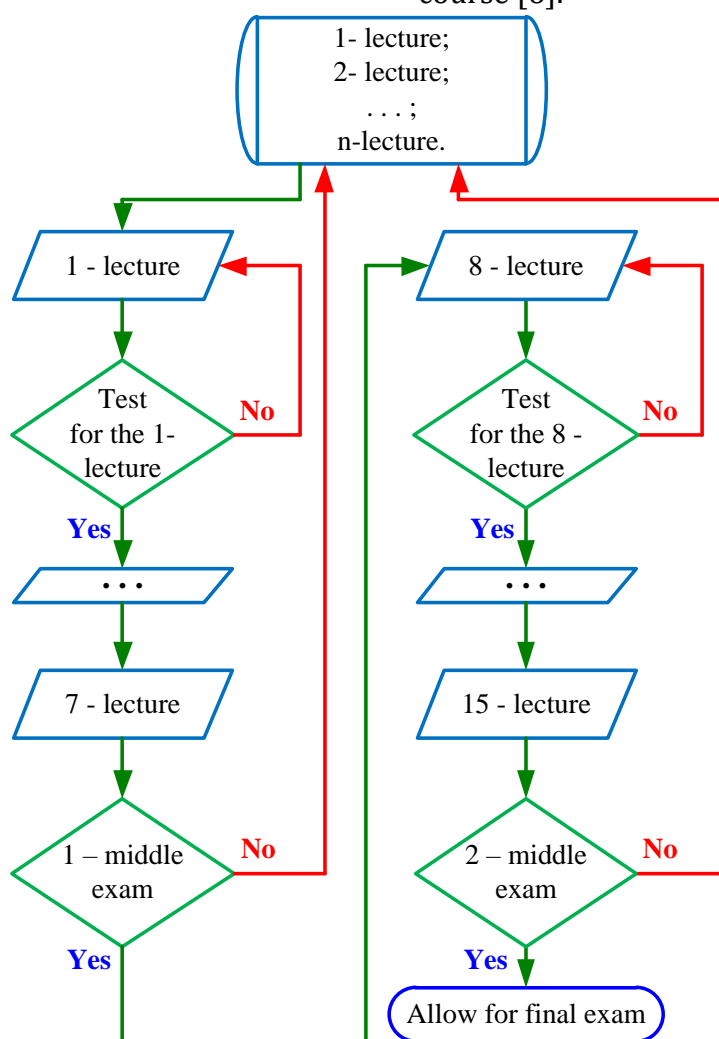 course [6].
1- lecture;
2- lecture;
. . . ;
n-lecture.
1 - lecture
Test
for the 1-
lecture
No
Yes
. . .
7 - lecture
1 – middle
exam
No
Yes
8 - lecture
Test
for the 8 -
lecture
No
Yes
. . .
15 - lecture
2 – middle
exam
No
Yes
Allow for final exam